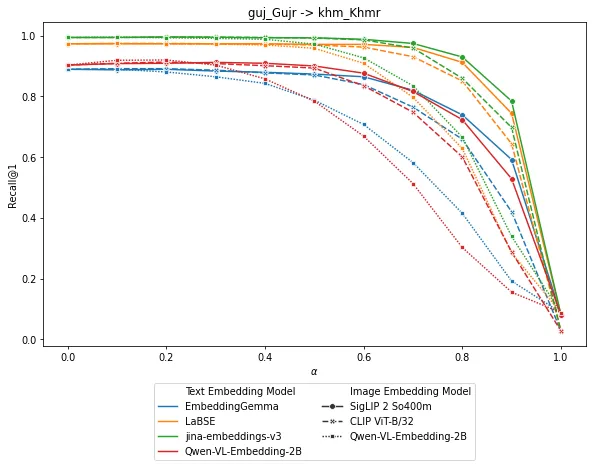 guj_Gujr -> khm_Khmr
Recall@1
1.0
0.8
0.6
0.4
0.2
0.0
0.0 0.2 0.4 0.6 0.8 1.0
α
Text Embedding Model
EmbeddingGemma
LaBSE
jina-embeddings-v3
Qwen-VL-Embedding-2B
Image Embedding Model
SigLIP 2 So400m
CLIP ViT-B/32
Qwen-VL-Embedding-2B